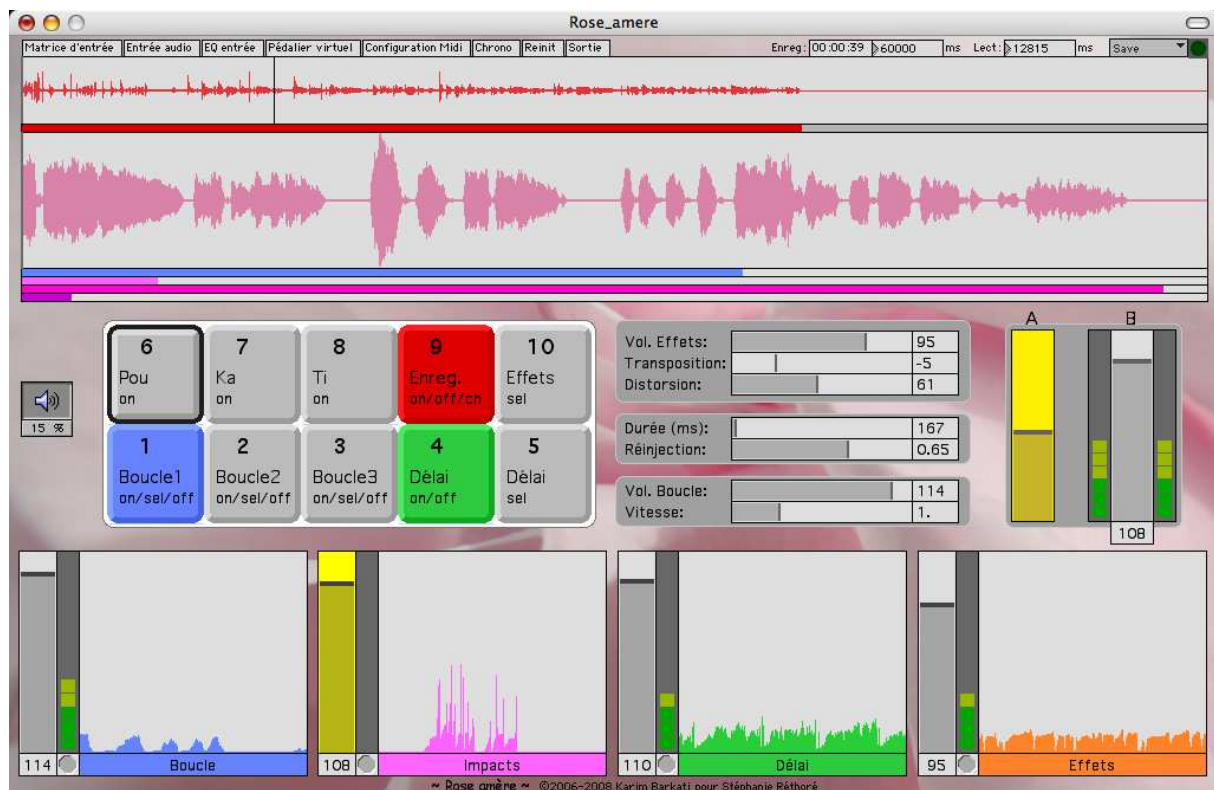 Rose_amere
Matrice d'entrée Entrée audio EQ entrée Pédalier virtuel Configuration Midi Chrono Reinit Sortie Enreg: 00:00:39 60000 ms Lect: 12815 ms Save
A B
6 7 8 9 10
Pou Ka Ti Enreg. Effets
on on on on/off/ch sel
1 2 3 4 5
Boucle1 Boucle2 Boucle3 Délai Délai
on/sel/off on/sel/off on/sel/off on/off sel
15 %
Vol. Effets: 95
Transposition: -5
Distorsion: 61
Durée (ms): 167
Réinjection: 0.65
Vol. Boucle: 114
Vitesse: 1.
108
114 Boucle 108 Impacts 110 Délai 95 Effets
~ Rose amère ~ ©2006-2008 Karim Barkati pour Stéphanie Réthoré